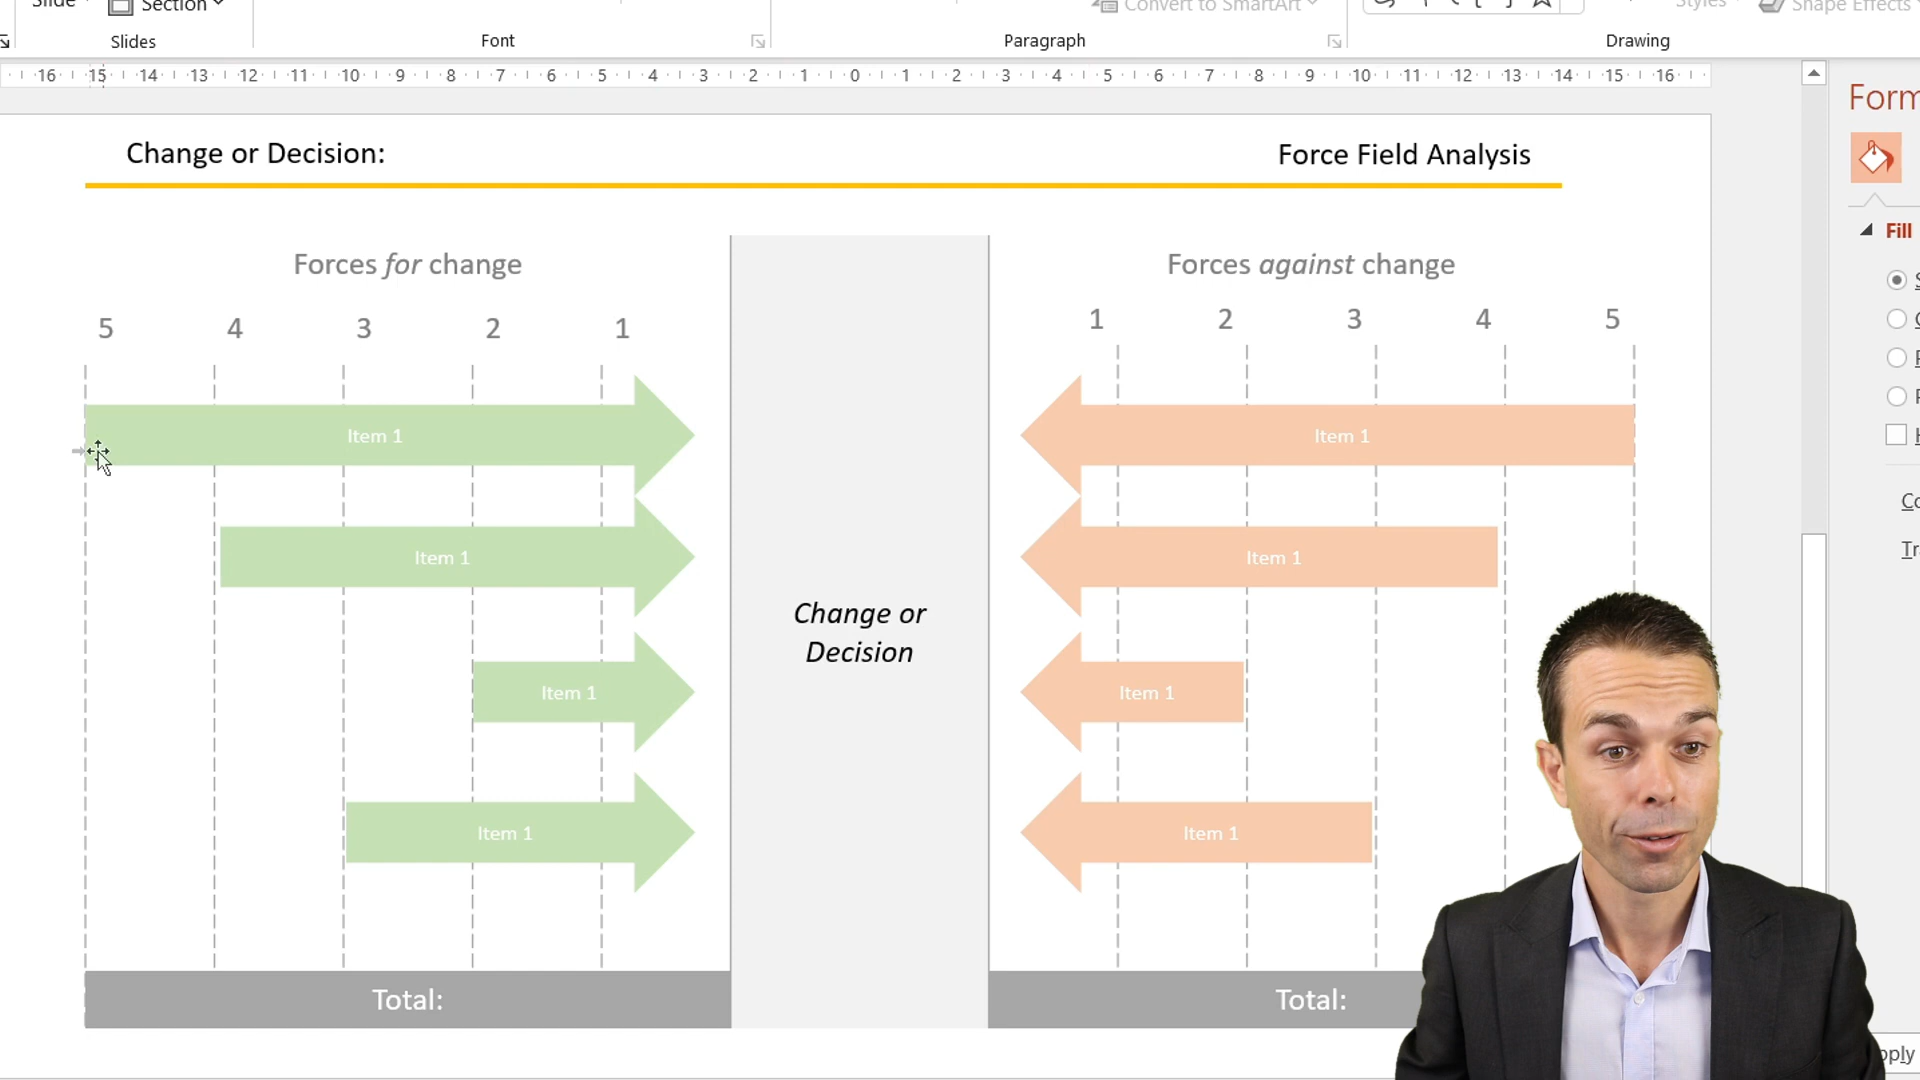 Slide
Section
Convert to SmartArt
Styles
Shape Effects
Slides
Font
Paragraph
Drawing
16 15 14 13 12 11 10 9 8 7 6 5 4 3 2 1 0 1 2 3 4 5 6 7 8 9 10 11 12 13 14 15 16
Form
Change or Decision:
Force Field Analysis
Fill
Forces for change
Forces against change
5 4 3 2 1
1 2 3 4 5
Item 1
Item 1
Item 1
Item 1
Change or
Decision
Item 1
Item 1
Item 1
Item 1
Total:
Total: